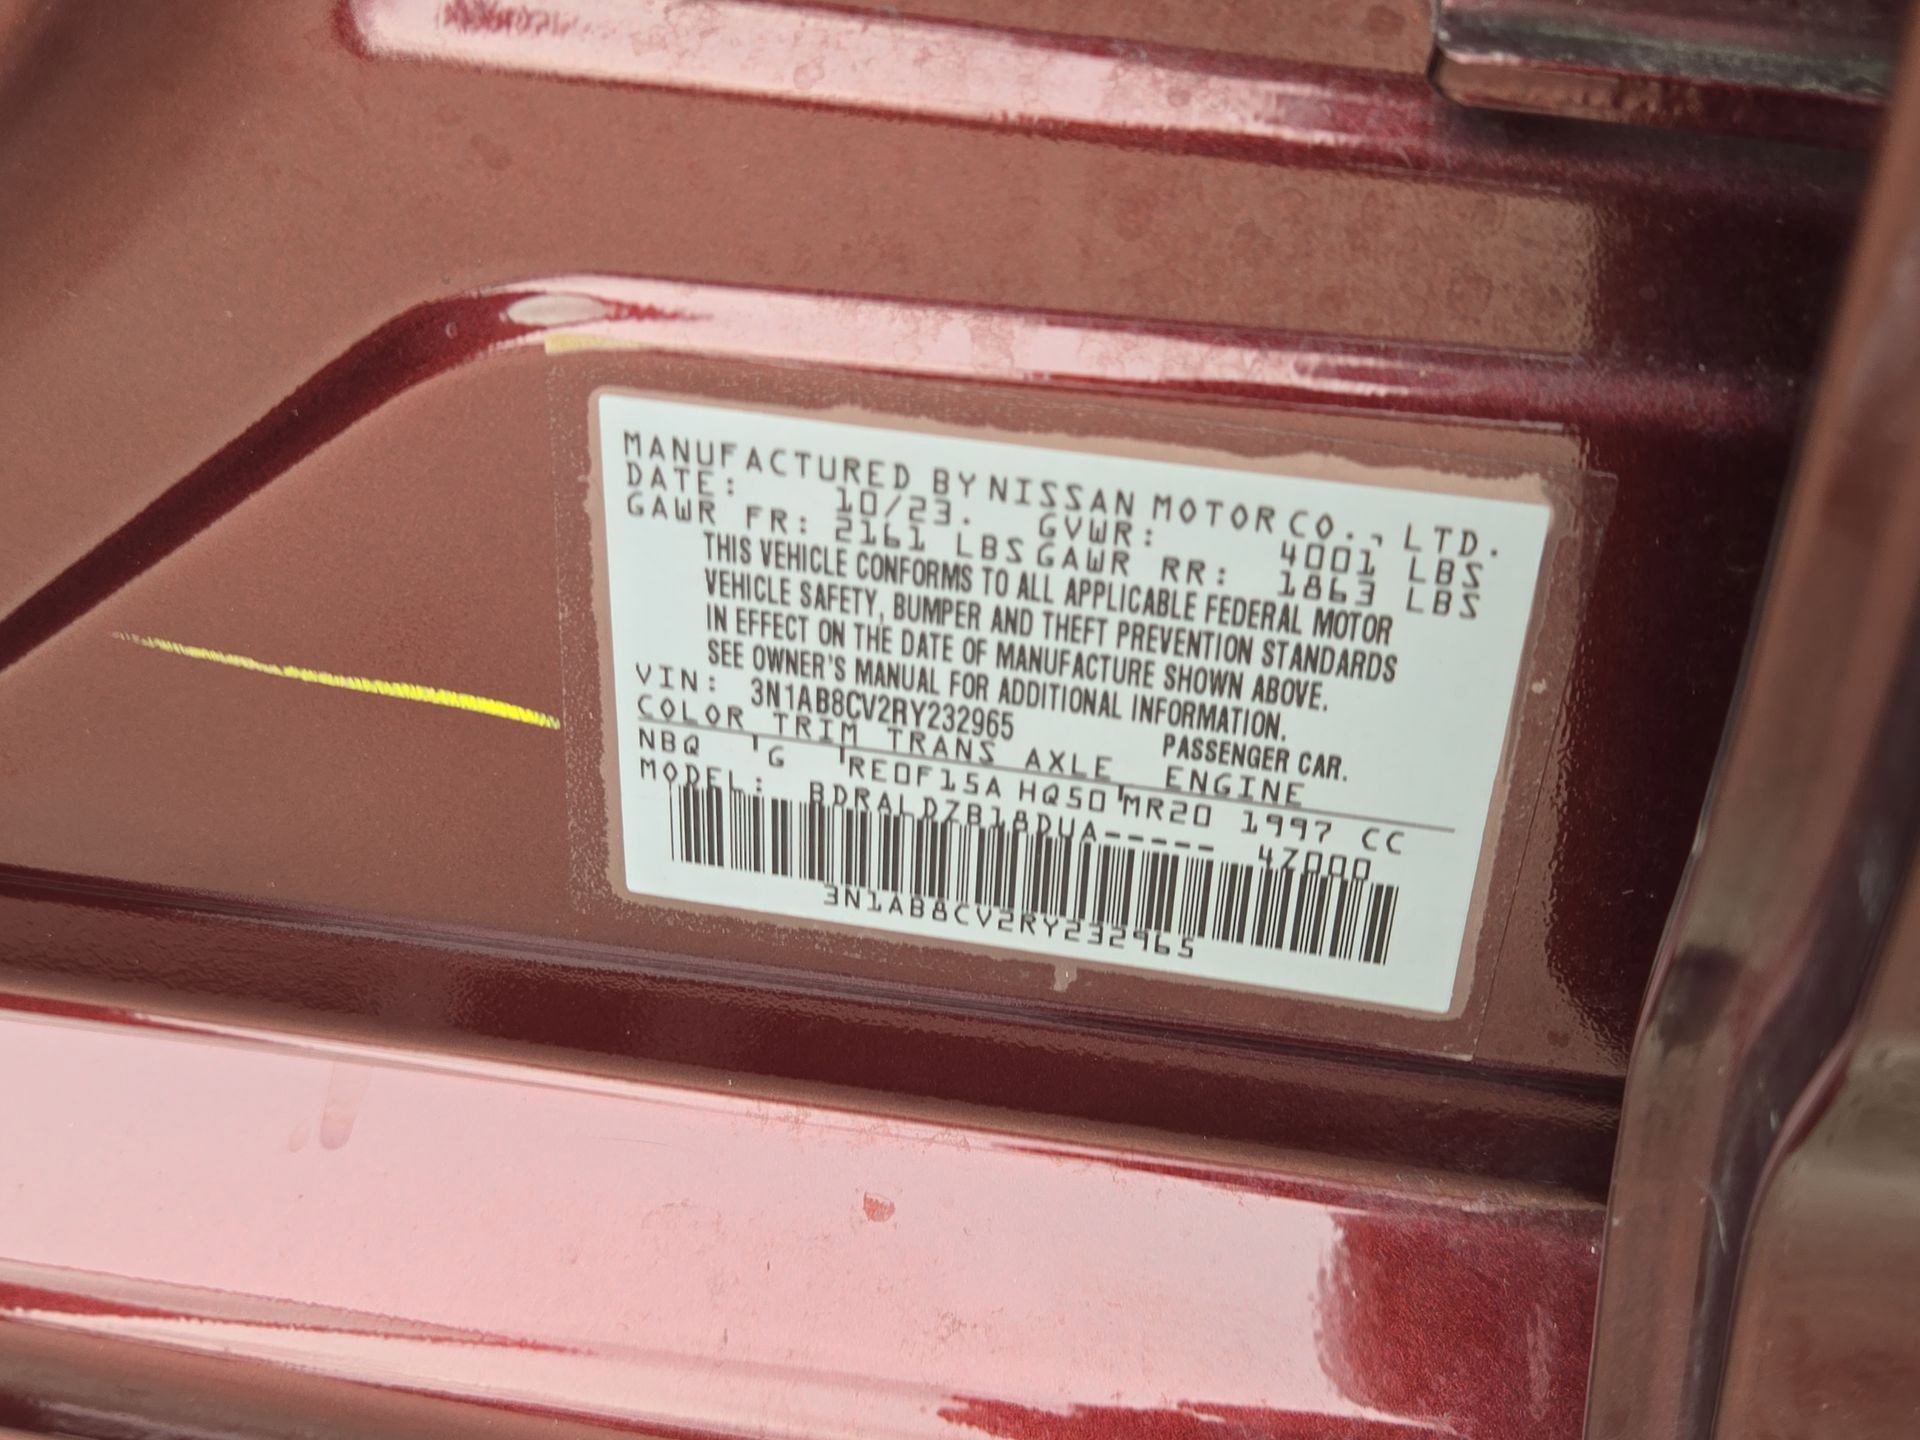 MANUFACTURED BY NISSAN MOTOR CO., LTD.
DATE: 10/23. GVWR: 4001 LBS
GAWR FR: 2161 LBS GAWR RR: 1863 LBS
THIS VEHICLE CONFORMS TO ALL APPLICABLE FEDERAL MOTOR
VEHICLE SAFETY, BUMPER AND THEFT PREVENTION STANDARDS
IN EFFECT ON THE DATE OF MANUFACTURE SHOWN ABOVE.
SEE OWNER'S MANUAL FOR ADDITIONAL INFORMATION.
VIN: 3N1AB8CV2RY232965 PASSENGER CAR.
COLOR TRIM TRANS AXLE ENGINE
NBQ G RE0F15A HQ50 MR20 1997 CC
MODEL: BDRALDZB18DUA----- 4Z000
3N1AB8CV2RY232965